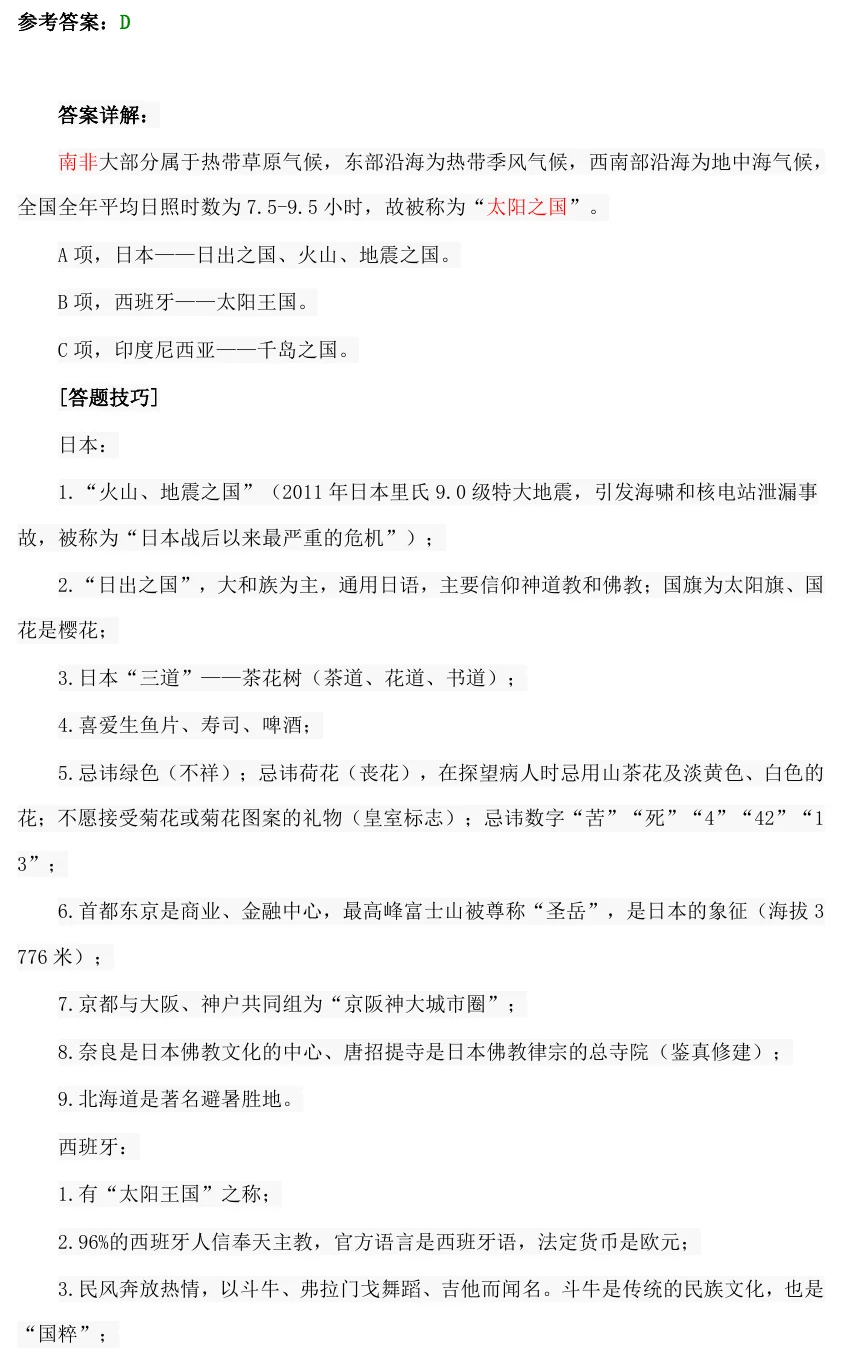 参考答案：D
答案详解：
南非大部分属于热带草原气候，东部沿海为热带季风气候，西南部沿海为地中海气候，
全国全年平均日照时数为 7.5-9.5 小时，故被称为“太阳之国”。
A 项，日本——日出之国、火山、地震之国。
B 项，西班牙——太阳王国。
C 项，印度尼西亚——千岛之国。
[答题技巧]
日本：
1.“火山、地震之国”（2011 年日本里氏 9.0 级特大地震，引发海啸和核电站泄漏事
故，被称为“日本战后以来最严重的危机”）；
2.“日出之国”，大和族为主，通用日语，主要信仰神道教和佛教；国旗为太阳旗、国
花是樱花；
3.日本“三道”——茶花树（茶道、花道、书道）；
4.喜爱生鱼片、寿司、啤酒；
5.忌讳绿色（不祥）；忌讳荷花（丧花），在探望病人时忌用山茶花及淡黄色、白色的
花；不愿接受菊花或菊花图案的礼物（皇室标志）；忌讳数字“苦”“死”“4”“42”“1
3”；
6.首都东京是商业、金融中心，最高峰富士山被尊称“圣岳”，是日本的象征（海拔 3
776 米）；
7.京都与大阪、神户共同组为“京阪神大城市圈”；
8.奈良是日本佛教文化的中心、唐招提寺是日本佛教律宗的总寺院（鉴真修建）；
9.北海道是著名避暑胜地。
西班牙：
1.有“太阳王国”之称；
2.96%的西班牙人信奉天主教，官方语言是西班牙语，法定货币是欧元；
3.民风奔放热情，以斗牛、弗拉门戈舞蹈、吉他而闻名。斗牛是传统的民族文化，也是
“国粹”；